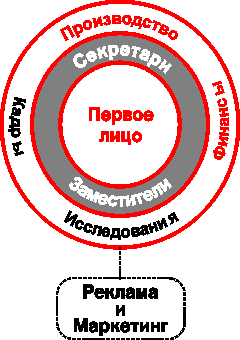 Производство
Секретари
Кадры
Первое
лицо
Финансы
Заместители
Исследования
Реклама
и
Маркетинг